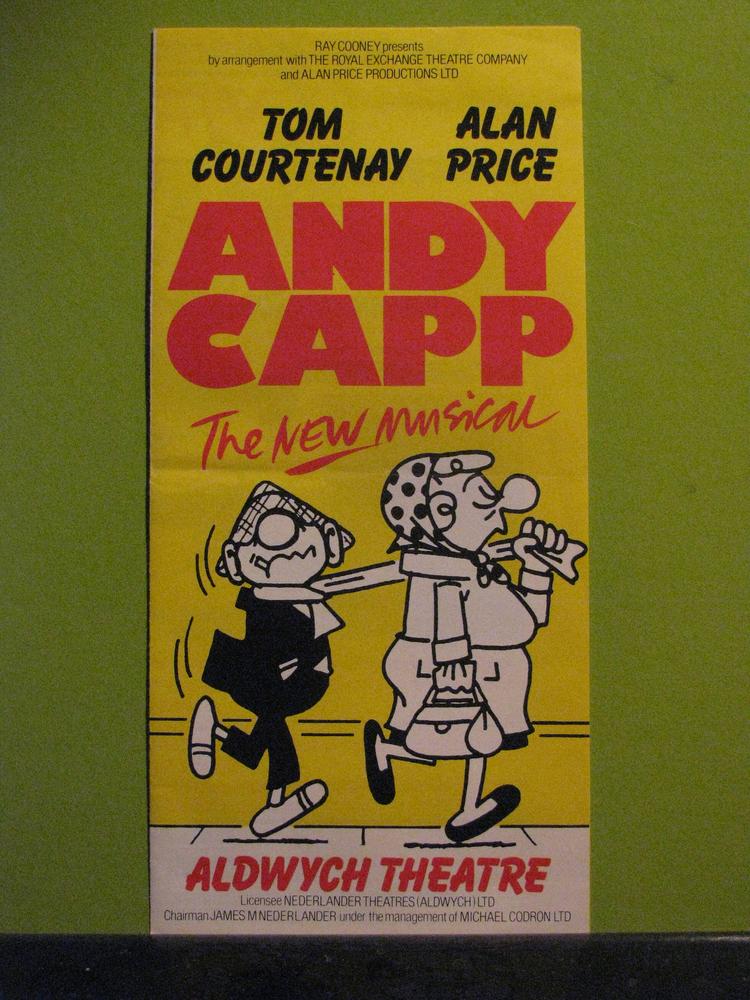 RAY COONEY presents
by arrangement with THE ROYAL EXCHANGE THEATRE COMPANY
and ALAN PRICE PRODUCTIONS LTD
TOM COURTENAY
ALAN PRICE
ANDY
CAPP
The NEW Musical
ALDWYCH THEATRE
Licensee NEDERLANDER THEATRES (ALDWYCH) LTD
Chairman JAMES M NEDERLANDER under the management of MICHAEL CODRON LTD